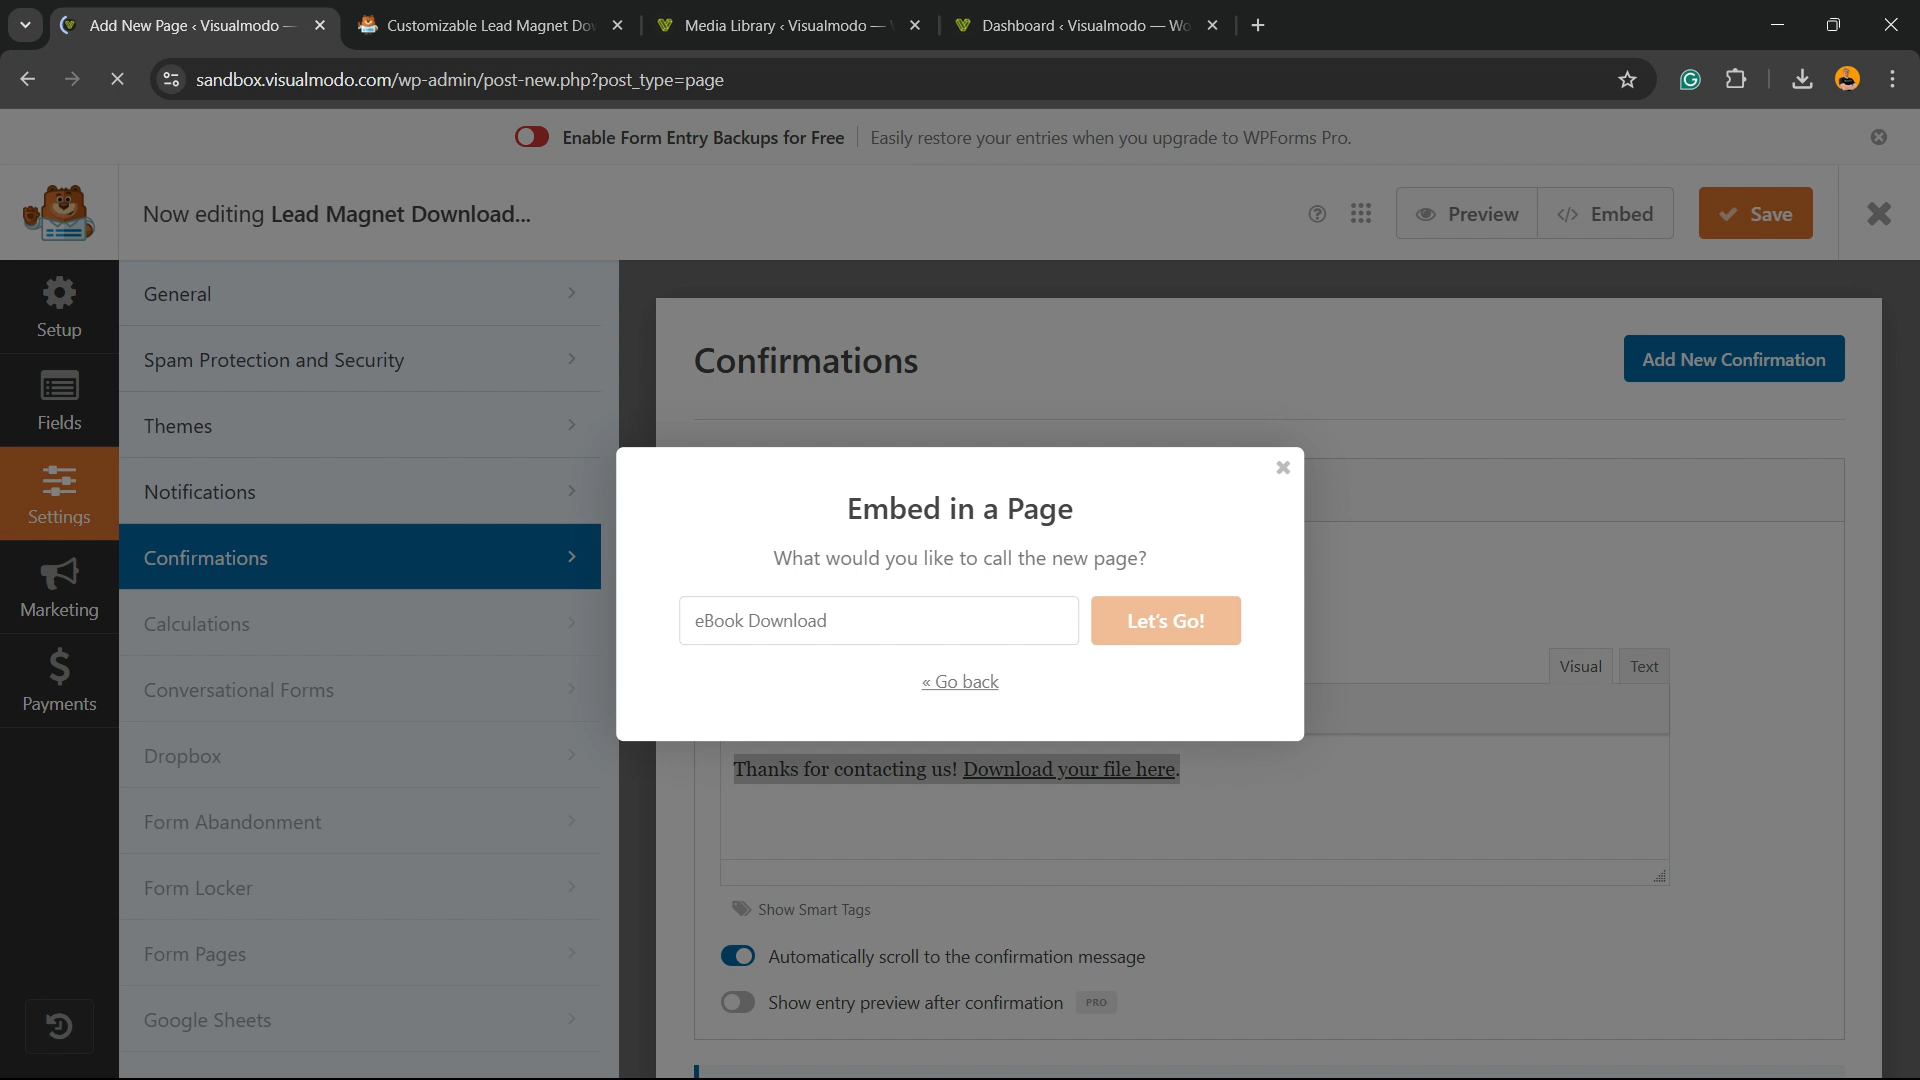 Add New Page ‹ Visualmodo —
Customizable Lead Magnet Do
Media Library ‹ Visualmodo —
Dashboard ‹ Visualmodo — Wo
sandbox.visualmodo.com/wp-admin/post-new.php?post_type=page
Enable Form Entry Backups for Free
Easily restore your entries when you upgrade to WPForms Pro.
Now editing Lead Magnet Download...
Preview
Embed
Save
Setup
Fields
Settings
Marketing
Payments
General
Spam Protection and Security
Themes
Notifications
Confirmations
Calculations
Conversational Forms
Dropbox
Form Abandonment
Form Locker
Form Pages
Google Sheets
Confirmations
Add New Confirmation
Embed in a Page
What would you like to call the new page?
eBook Download
Let's Go!
« Go back
Visual
Text
Thanks for contacting us! Download your file here.
Show Smart Tags
Automatically scroll to the confirmation message
Show entry preview after confirmation
PRO